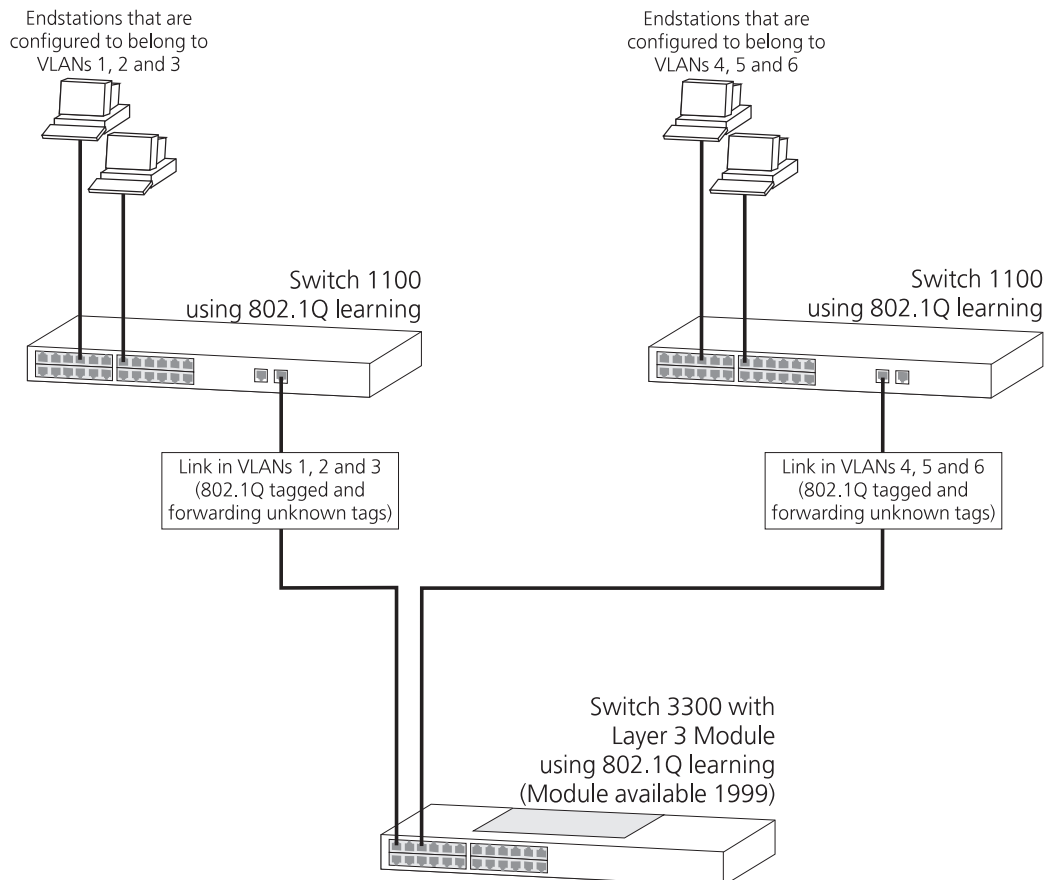 Endstations that are
configured to belong to
VLANs 1, 2 and 3
Endstations that are
configured to belong to
VLANs 4, 5 and 6
Switch 1100
using 802.1Q learning
Switch 1100
using 802.1Q learning
Link in VLANs 1, 2 and 3
(802.1Q tagged and
forwarding unknown tags)
Link in VLANs 4, 5 and 6
(802.1Q tagged and
forwarding unknown tags)
Switch 3300 with
Layer 3 Module
using 802.1Q learning
(Module available 1999)